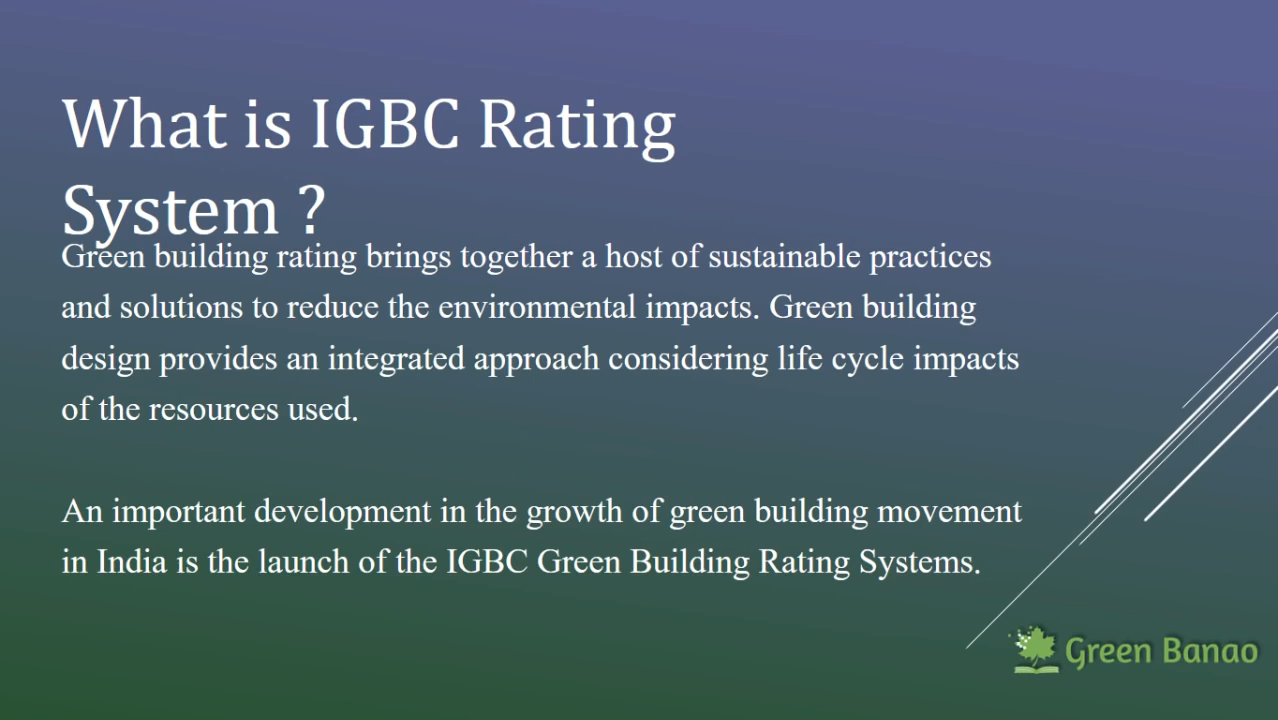 What is IGBC Rating
System ?
Green building rating brings together a host of sustainable practices
and solutions to reduce the environmental impacts. Green building
design provides an integrated approach considering life cycle impacts
of the resources used.
An important development in the growth of green building movement
in India is the launch of the IGBC Green Building Rating Systems.
Green Banao